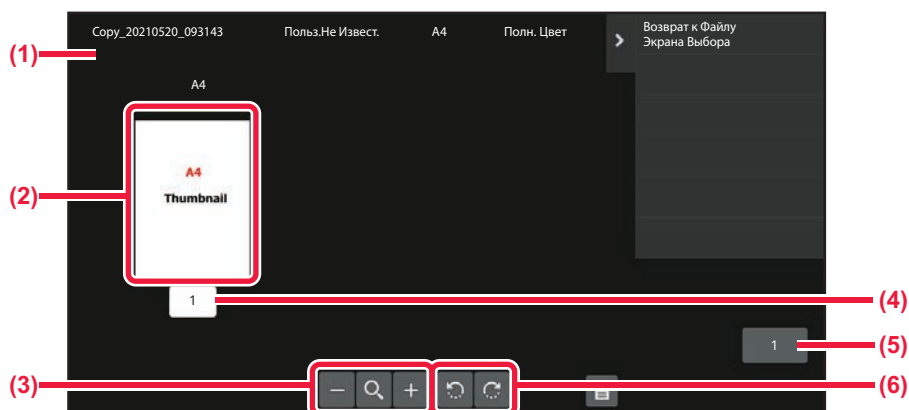 Copy_20210520_093143 Польз.Не Извест. A4 Полн. Цвет
Возврат к Файлу
Экрана Выбора
(1)
A4
(2)
A4
Thumbnail
1
(4)
1
(5)
(3)
(6)